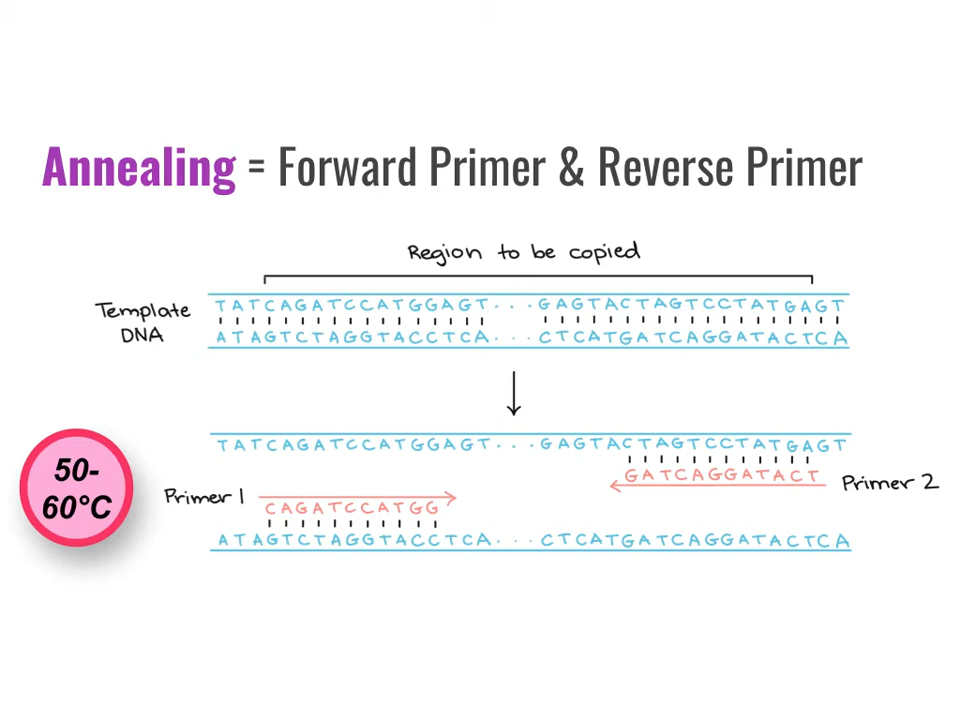 Annealing = Forward Primer & Reverse Primer
Region to be copied
Template
DNA
TATCAGATCCATGGAGT...GAGTACTAGTCCTATGAGT
ATAGTCTAGGTACCTCA...CTCATGATCAGGATACTCA
50-
60°C
TATCAGATCCATGGAGT...GAGTACTAGTCCTATGAGT
GATCAGGATACT
Primer 2
Primer 1
CAGATCCATGG
ATAGTCTAGGTACCTCA...CTCATGATCAGGATACTCA